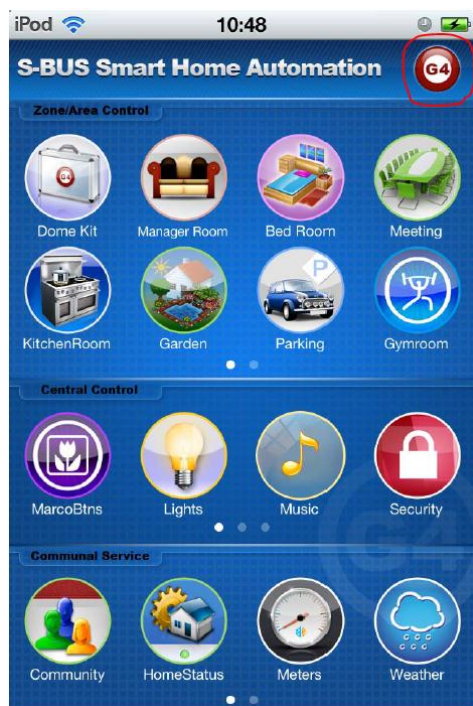 iPod 10:48
S-BUS Smart Home Automation G4
Zone/Area Control
G4
Dome Kit Manager Room Bed Room Meeting
P
KitchenRoom Garden Parking Gymroom
Central Control
MarcoBtns Lights Music Security
G4
Communal Service
Community HomeStatus Meters Weather